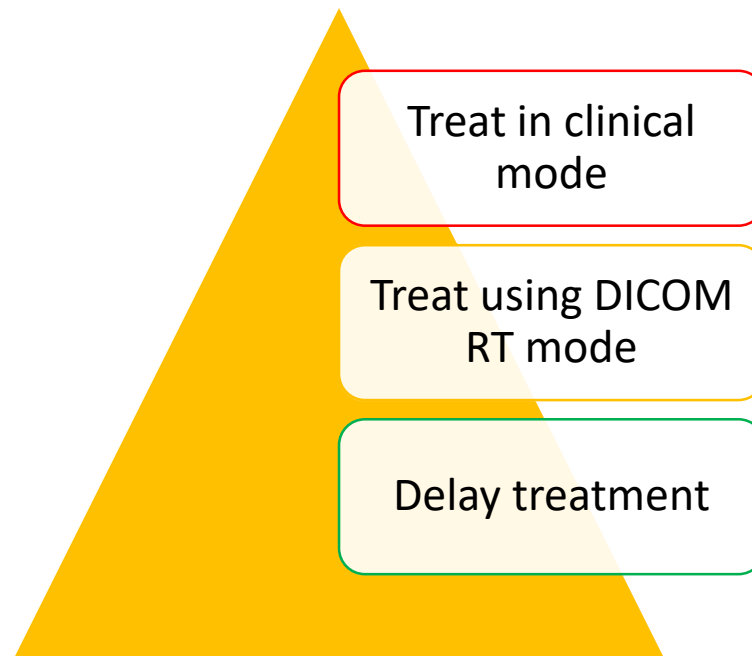 Treat in clinical
mode
Treat using DICOM
RT mode
Delay treatment